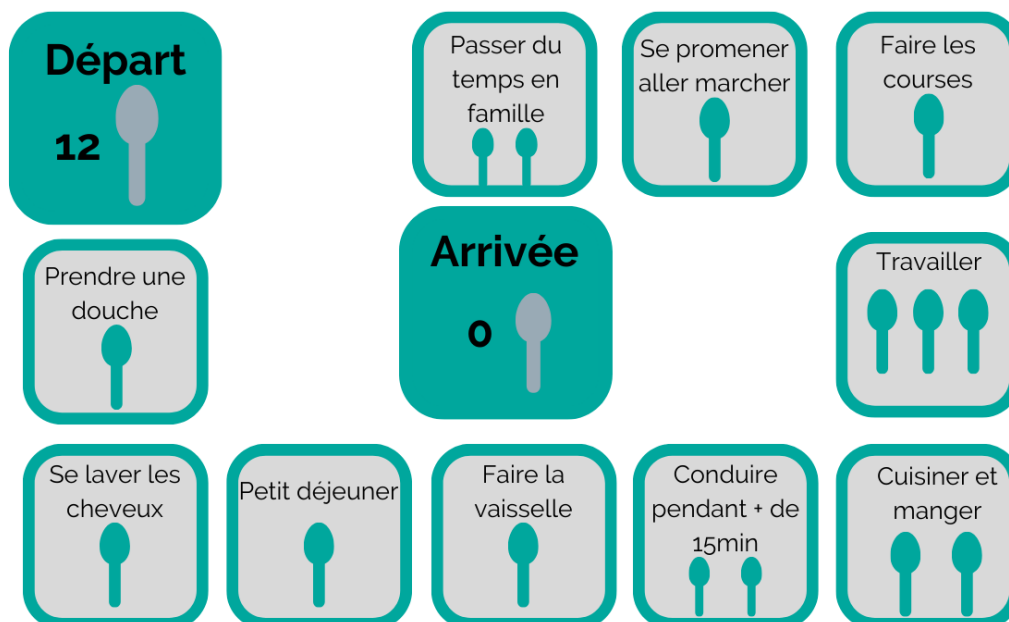 Départ
12
Prendre une
douche
Se laver les
cheveux
Petit déjeuner
Faire la
vaisselle
Conduire
pendant + de
15min
Cuisiner et
manger
Travailler
Faire les
courses
Se promener
aller marcher
Passer du
temps en
famille
Arrivée
0